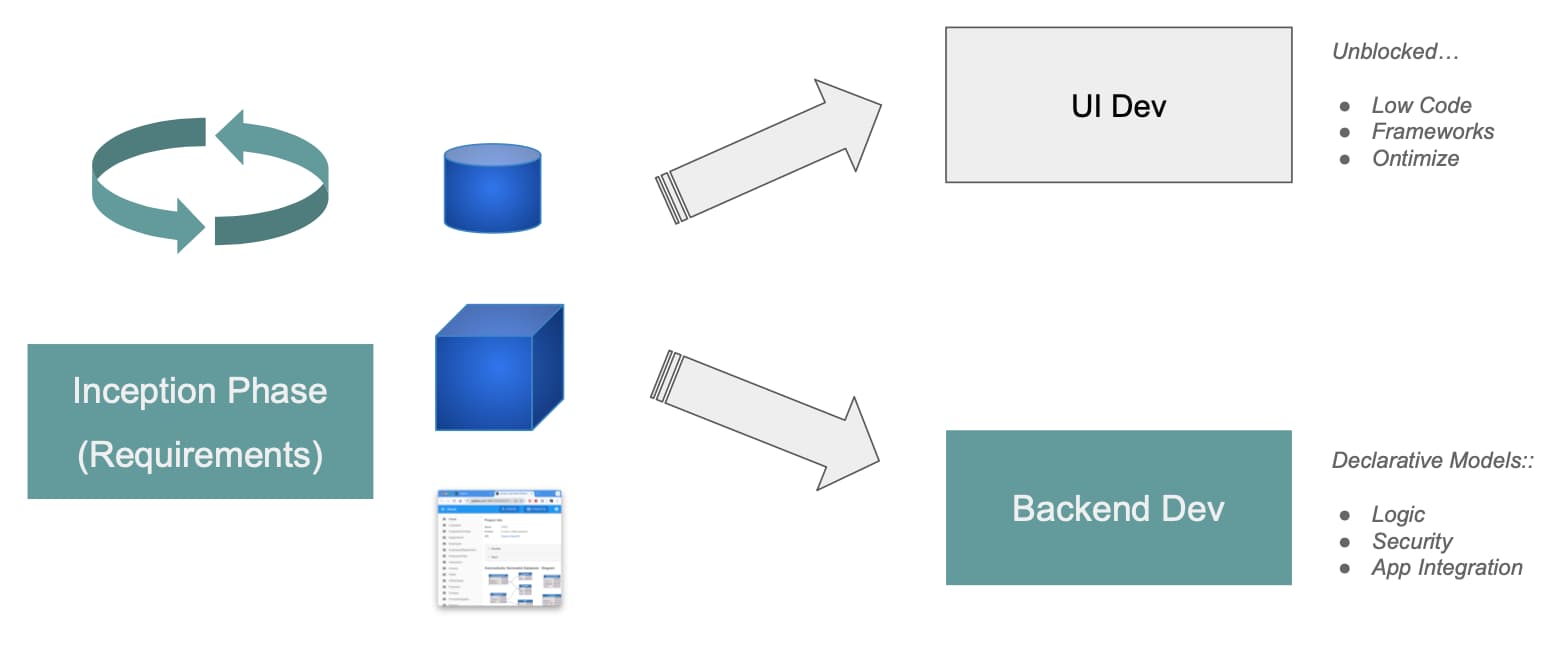 Inception Phase
(Requirements)
UI Dev
Unblocked…
● Low Code
● Frameworks
● Ontimize
Backend Dev
Declarative Models::
● Logic
● Security
● App Integration